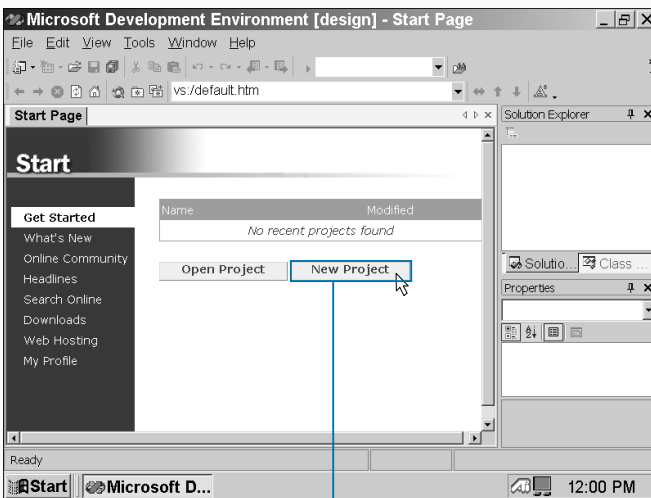 Microsoft Development Environment [design] - Start Page
File Edit View Tools Window Help
vs:/default.htm
Start Page
Solution Explorer
Start
Get Started
What's New
Online Community
Headlines
Search Online
Downloads
Web Hosting
My Profile
Name Modified
No recent projects found
Open Project New Project
Solutio... Class ...
Properties
Ready
Start Microsoft D... 12:00 PM